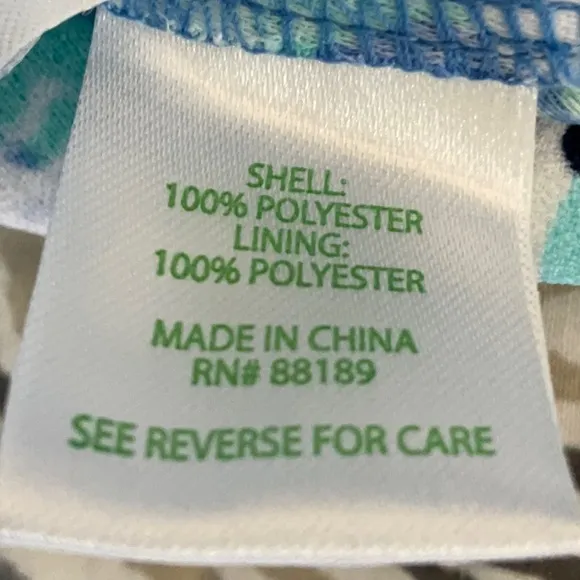 SHELL:
100% POLYESTER
LINING:
100% POLYESTER
MADE IN CHINA
RN# 88189
SEE REVERSE FOR CARE